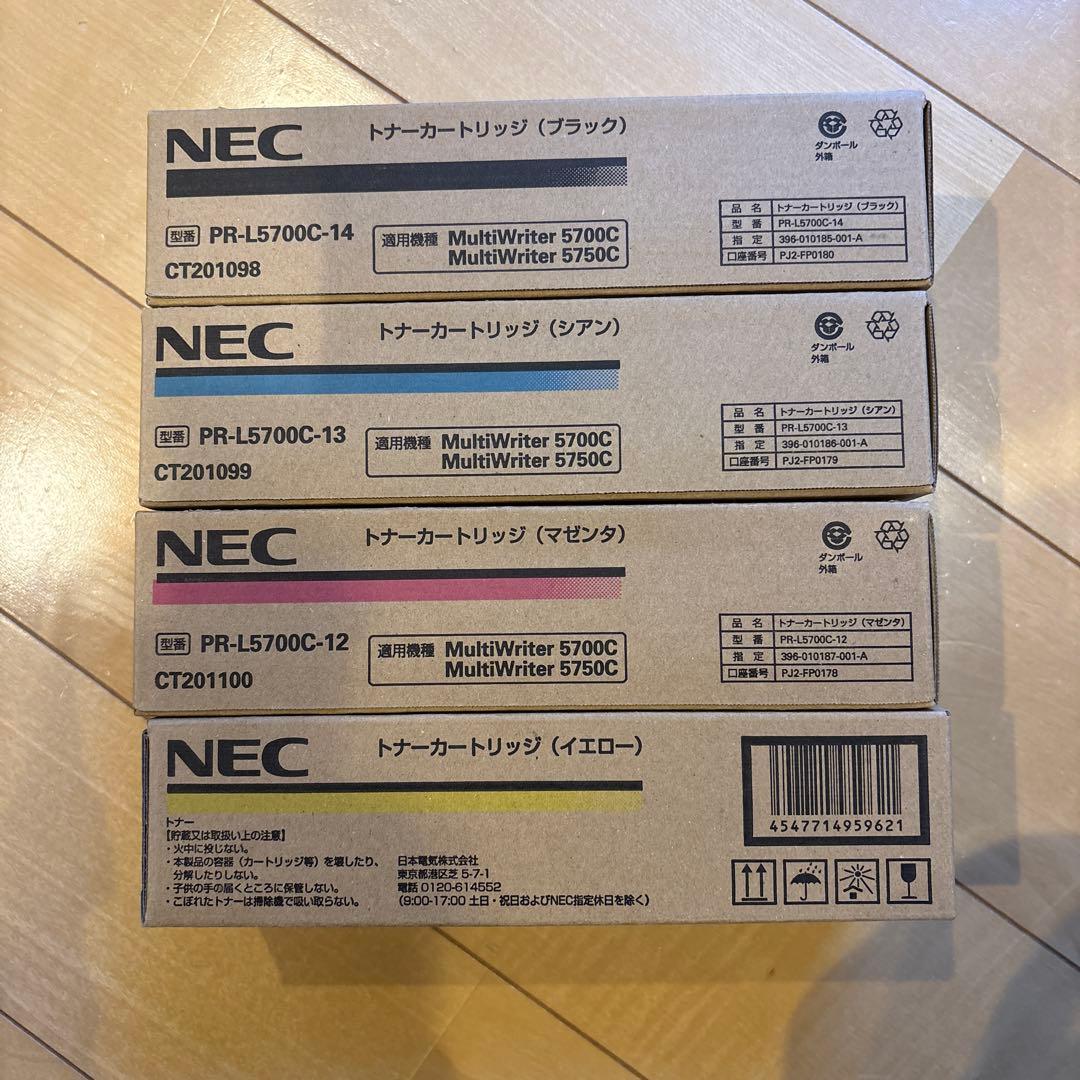 NEC
トナーカートリッジ（ブラック）
ダンボール
外箱
型番 PR-L5700C-14
CT201098
適用機種 MultiWriter 5700C
MultiWriter 5750C
品 名 トナーカートリッジ（ブラック）
型 番 PR-L5700C-14
指 定 396-010185-001-A
口座番号 PJ2-FP0180
NEC
トナーカートリッジ（シアン）
ダンボール
外箱
型番 PR-L5700C-13
CT201099
適用機種 MultiWriter 5700C
MultiWriter 5750C
品 名 トナーカートリッジ（シアン）
型 番 PR-L5700C-13
指 定 396-010186-001-A
口座番号 PJ2-FP0179
NEC
トナーカートリッジ（マゼンタ）
ダンボール
外箱
型番 PR-L5700C-12
CT201100
適用機種 MultiWriter 5700C
MultiWriter 5750C
品 名 トナーカートリッジ（マゼンタ）
型 番 PR-L5700C-12
指 定 396-010187-001-A
口座番号 PJ2-FP0178
NEC
トナーカートリッジ（イエロー）
トナー
【貯蔵又は取扱い上の注意】
・火中に投じない。
・本製品の容器（カートリッジ等）を壊したり、
分解したりしない。
・子供の手の届くところに保管しない。
・こぼれたトナーは掃除機で吸い取らない。
日本電気株式会社
東京都港区芝 5-7-1
電話 0120-614552
（9:00-17:00 土日・祝日およびNEC指定休日を除く）
4547714959621